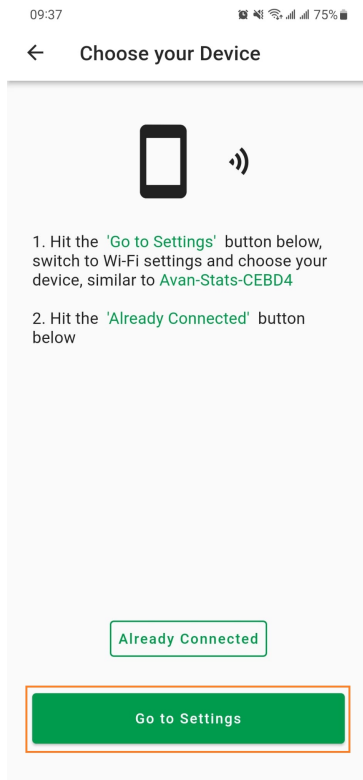 09:37
75%
Choose your Device
1. Hit the 'Go to Settings' button below,
switch to Wi-Fi settings and choose your
device, similar to Avan-Stats-CEBD4
2. Hit the 'Already Connected' button
below
Already Connected
Go to Settings